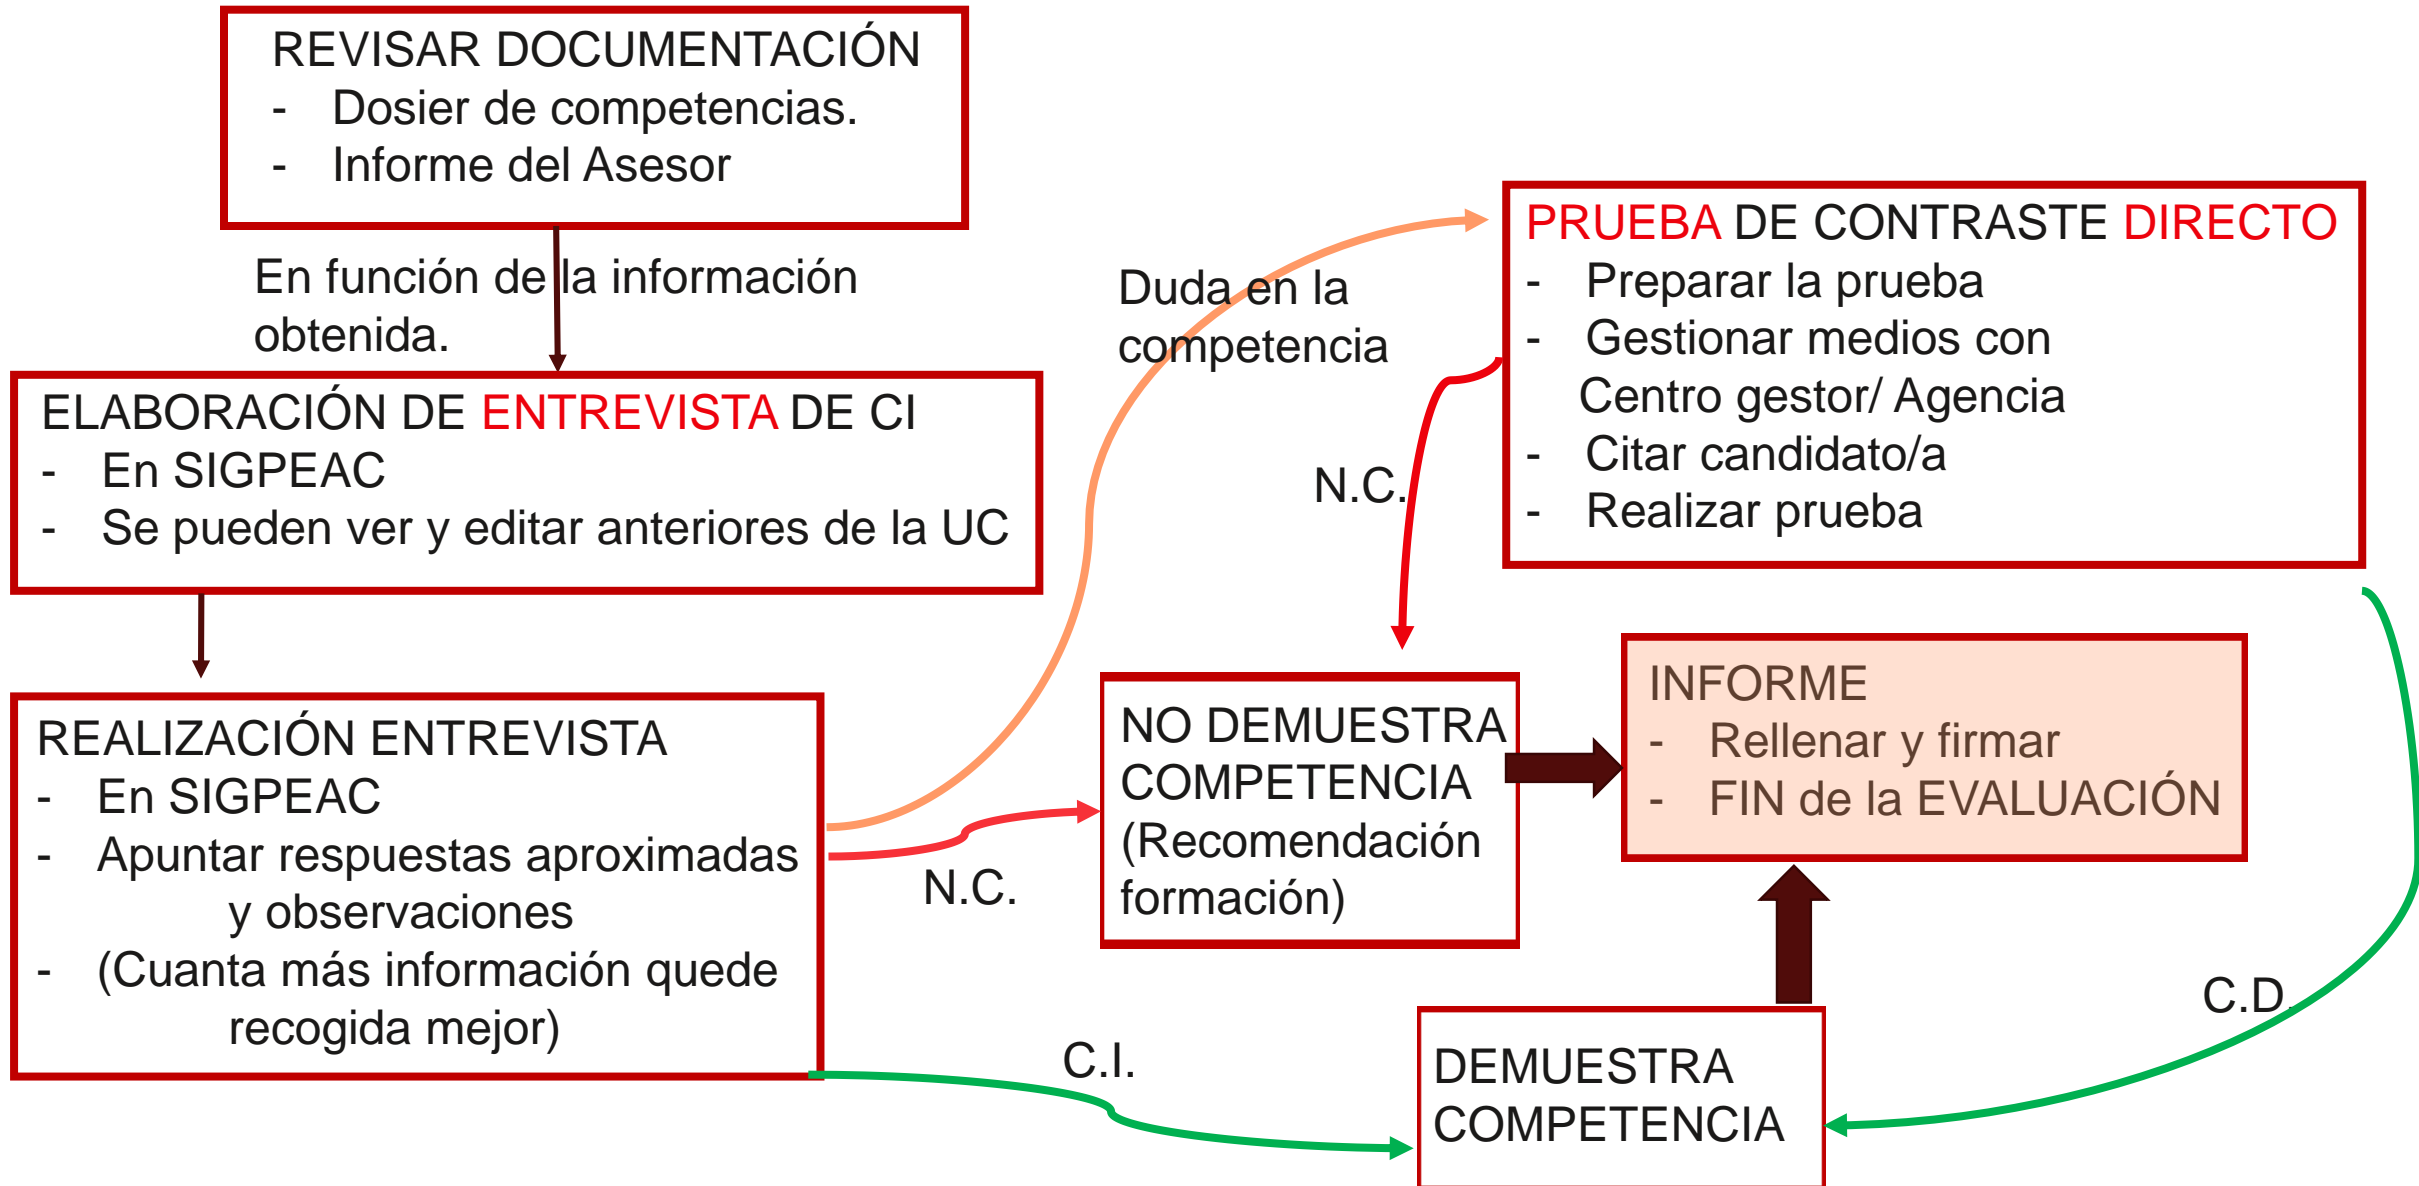 REVISAR DOCUMENTACIÓN
- Dosier de competencias.
- Informe del Asesor
En función de la información
obtenida.
ELABORACIÓN DE ENTREVISTA DE CI
- En SIGPEAC
- Se pueden ver y editar anteriores de la UC
REALIZACIÓN ENTREVISTA
- En SIGPEAC
- Apuntar respuestas aproximadas
y observaciones
- (Cuanta más información quede
recogida mejor)
Duda en la
competencia
PRUEBA DE CONTRASTE DIRECTO
- Preparar la prueba
- Gestionar medios con
Centro gestor/ Agencia
- Citar candidato/a
- Realizar prueba
N.C.
N.C.
NO DEMUESTRA
COMPETENCIA
(Recomendación
formación)
INFORME
- Rellenar y firmar
- FIN de la EVALUACIÓN
C.I.
C.D.
DEMUESTRA
COMPETENCIA